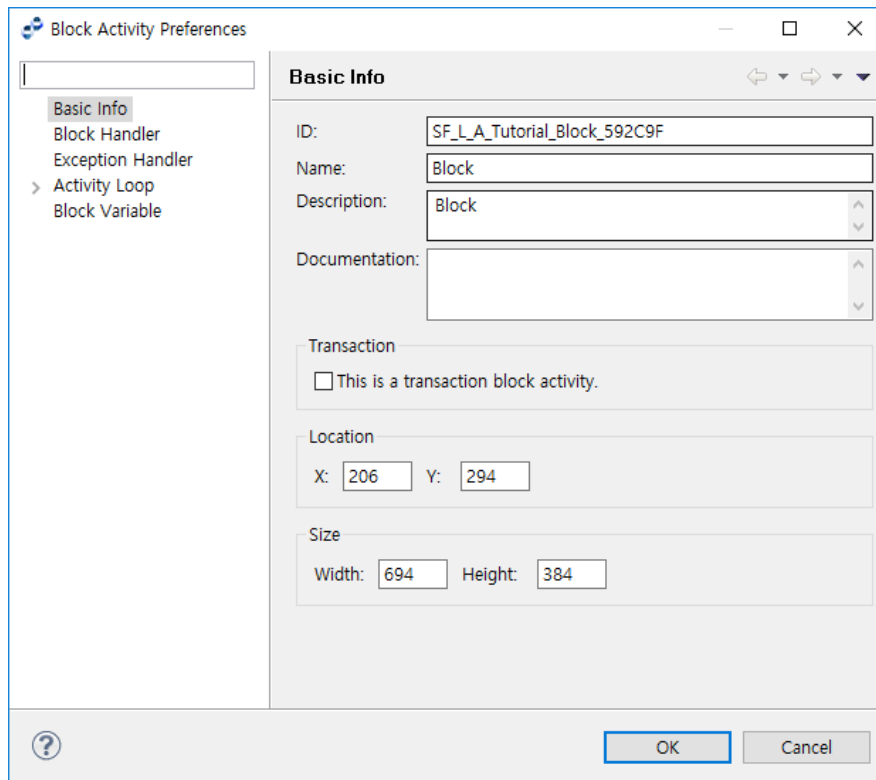 Block Activity Preferences
Basic Info
Block Handler
Exception Handler
Activity Loop
Block Variable
Basic Info
ID: SF_L_A_Tutorial_Block_592C9F
Name: Block
Description: Block
Documentation:
Transaction
This is a transaction block activity.
Location
X: 206 Y: 294
Size
Width: 694 Height: 384
? OK Cancel